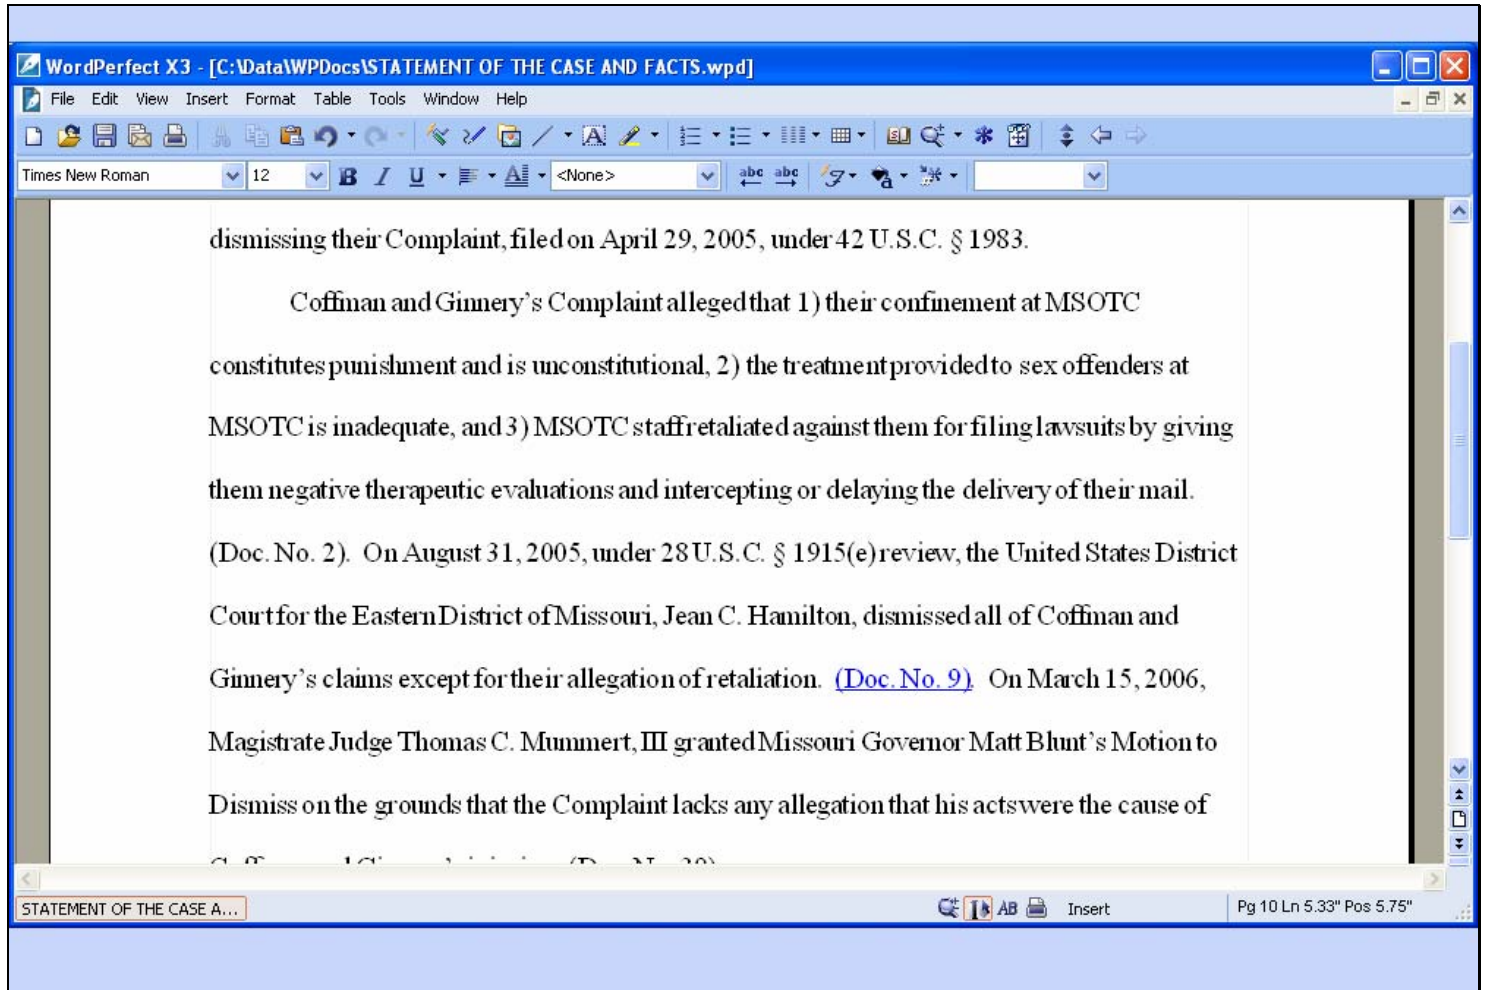 WordPerfect X3 - [C:\Data\WPDocs\STATEMENT OF THE CASE AND FACTS.wpd]
File Edit View Insert Format Table Tools Window Help
Times New Roman 12 B I U <None> abc abc
dismissing their Complaint, filed on April 29, 2005, under 42 U.S.C. § 1983.
Coffman and Ginnery's Complaint alleged that 1) their confinement at MSOTC
constitutes punishment and is unconstitutional, 2) the treatment provided to sex offenders at
MSOTC is inadequate, and 3) MSOTC staff retaliated against them for filing lawsuits by giving
them negative therapeutic evaluations and intercepting or delaying the delivery of their mail.
(Doc. No. 2). On August 31, 2005, under 28 U.S.C. § 1915(e) review, the United States District
Court for the Eastern District of Missouri, Jean C. Hamilton, dismissed all of Coffman and
Ginnery's claims except for their allegation of retaliation. (Doc. No. 9). On March 15, 2006,
Magistrate Judge Thomas C. Mummert, III granted Missouri Governor Matt Blunt's Motion to
Dismiss on the grounds that the Complaint lacks any allegation that his acts were the cause of
STATEMENT OF THE CASE A... AB Insert Pg 10 Ln 5.33" Pos 5.75"